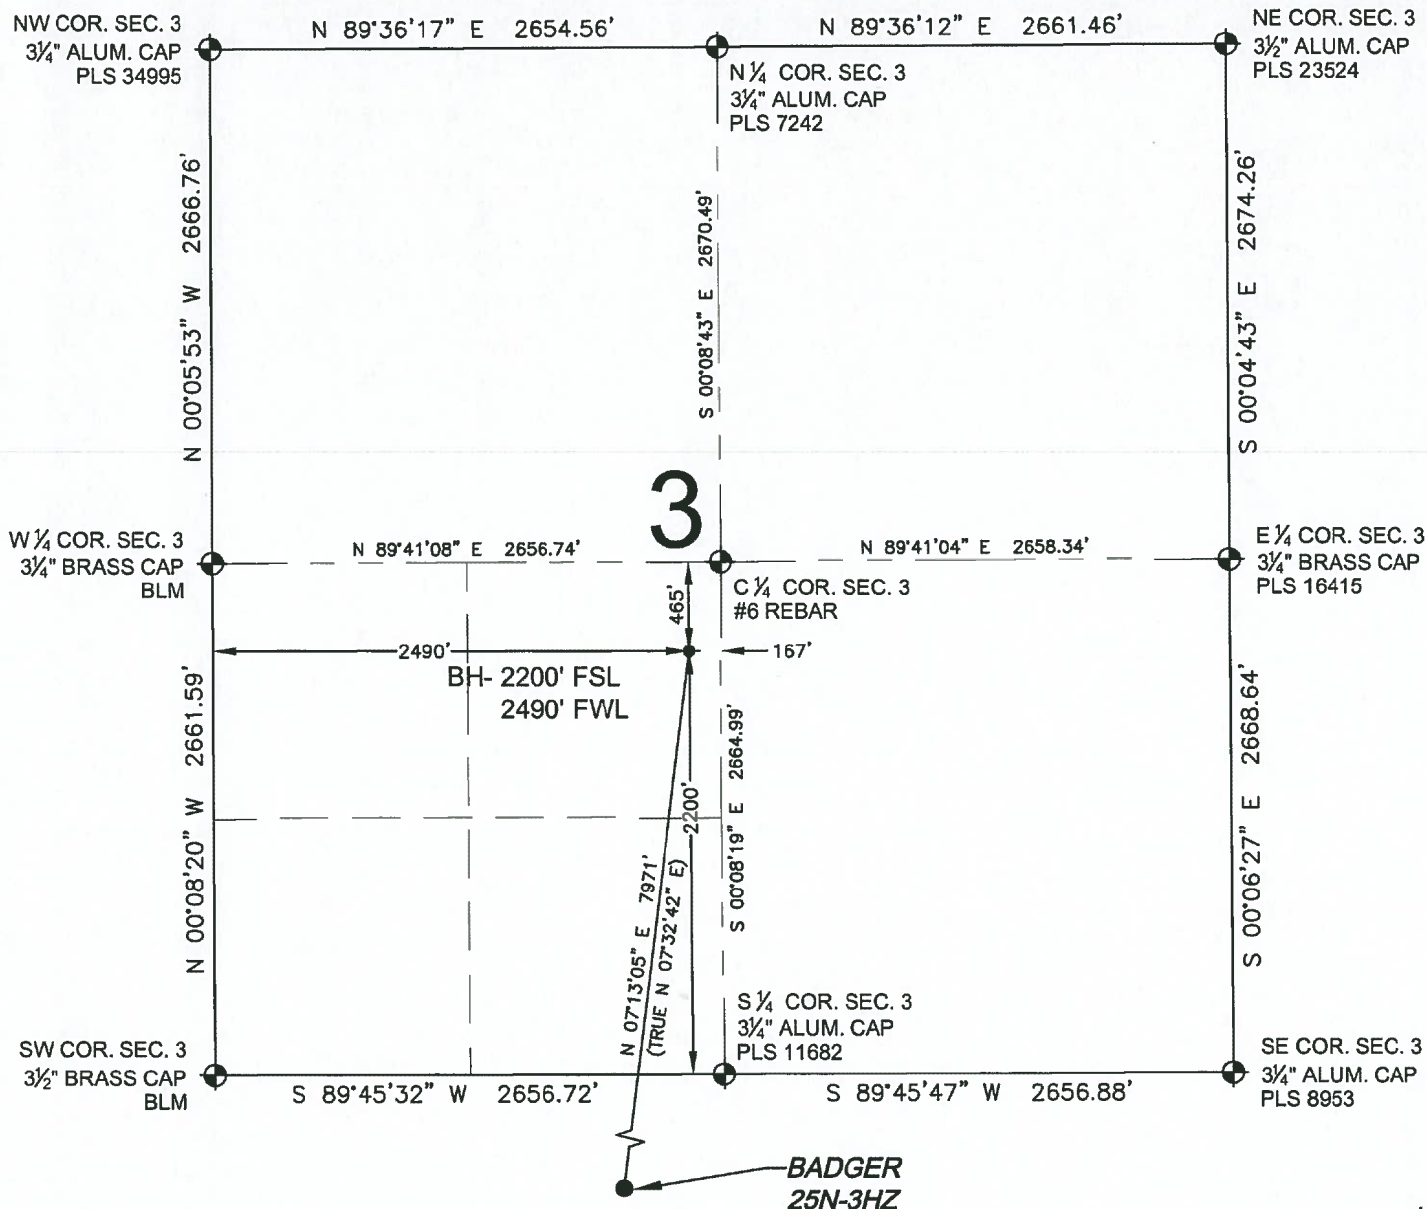 NW COR. SEC. 3
3¼" ALUM. CAP
PLS 34995
N 89°36'17" E 2654.56'
N 89°36'12" E 2661.46'
NE COR. SEC. 3
3½" ALUM. CAP
PLS 23524
N ¼ COR. SEC. 3
3¼" ALUM. CAP
PLS 7242
N 00°05'53" W 2666.76'
S 00°08'43" E 2670.49'
S 00°04'43" E 2674.26'
3
W ¼ COR. SEC. 3
3¼" BRASS CAP
BLM
N 89°41'08" E 2656.74'
N 89°41'04" E 2658.34'
E ¼ COR. SEC. 3
3¼" BRASS CAP
PLS 16415
C ¼ COR. SEC. 3
#6 REBAR
465'
2490'
167'
BH- 2200' FSL
2490' FWL
N 00°08'20" W 2661.59'
2200'
S 00°08'19" E 2664.99'
S 00°06'27" E 2668.64'
N 07°13'05" E 7971'
(TRUE N 07°32'42" E)
S ¼ COR. SEC. 3
3¼" ALUM. CAP
PLS 11682
SW COR. SEC. 3
3½" BRASS CAP
BLM
S 89°45'32" W 2656.72'
S 89°45'47" W 2656.88'
SE COR. SEC. 3
3¼" ALUM. CAP
PLS 8953
BADGER
25N-3HZ